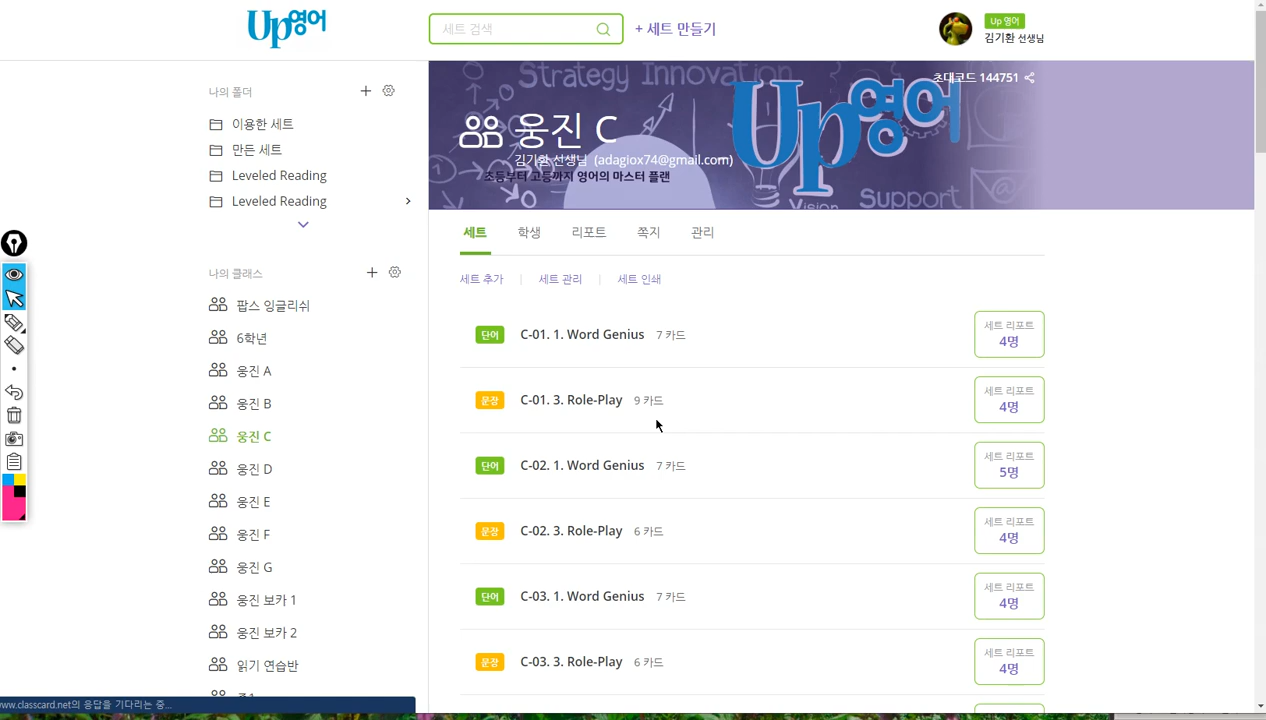 Up영어
세트 검색
+ 세트 만들기
Up 영어
김기환 선생님
나의 폴더
이용한 세트
만든 세트
Leveled Reading
Leveled Reading
나의 클래스
팝스 잉글리쉬
6학년
웅진 A
웅진 B
웅진 C
웅진 D
웅진 E
웅진 F
웅진 G
웅진 보카 1
웅진 보카 2
읽기 연습반
Strategy Innovation
초대코드 144751
Up영어
웅진 C
김기환 선생님 (adagiox74@gmail.com)
초등부터 고등까지 영어의 마스터 플랜
Vision
Support
세트 학생 리포트 쪽지 관리
세트 추가 | 세트 관리 | 세트 인쇄
단어 C-01. 1. Word Genius 7 카드
세트 리포트
4명
문장 C-01. 3. Role-Play 9 카드
세트 리포트
4명
단어 C-02. 1. Word Genius 7 카드
세트 리포트
5명
문장 C-02. 3. Role-Play 6 카드
세트 리포트
4명
단어 C-03. 1. Word Genius 7 카드
세트 리포트
4명
문장 C-03. 3. Role-Play 6 카드
세트 리포트
4명
www.classcard.net의 응답을 기다리는 중...